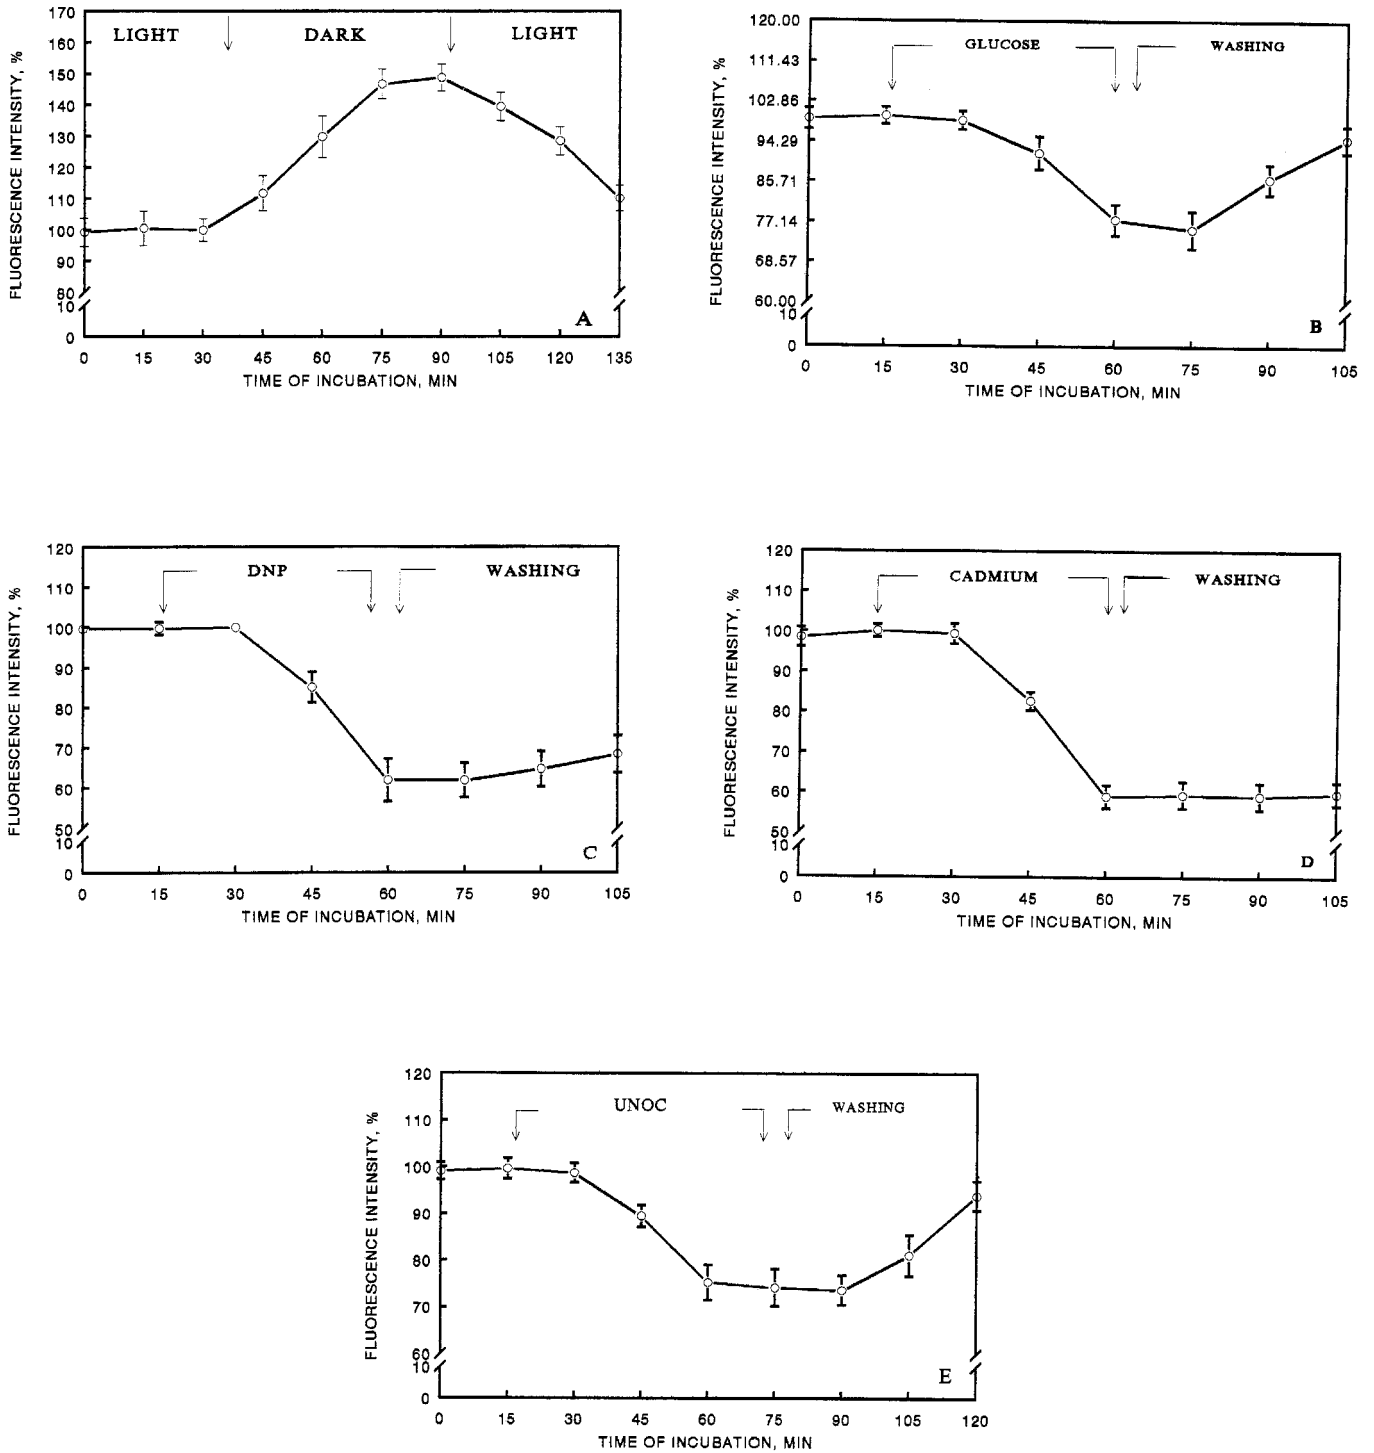 170
160
150
140
130
120
110
100
90
80
10
0
FLUORESCENCE INTENSITY, %
LIGHT DARK LIGHT
A
0 15 30 45 60 75 90 105 120 135
TIME OF INCUBATION, MIN
120.00
111.43
102.86
94.29
85.71
77.14
68.57
60.00
10
0
FLUORESCENCE INTENSITY, %
GLUCOSE WASHING
B
0 15 30 45 60 75 90 105
TIME OF INCUBATION, MIN
120
110
100
90
80
70
60
50
10
0
FLUORESCENCE INTENSITY, %
DNP WASHING
C
0 15 30 45 60 75 90 105
TIME OF INCUBATION, MIN
120
110
100
90
80
70
60
50
10
0
FLUORESCENCE INTENSITY, %
CADMIUM WASHING
D
0 15 30 45 60 75 90 105
TIME OF INCUBATION, MIN
120
110
100
90
80
70
60
10
0
FLUORESCENCE INTENSITY, %
UNOC WASHING
E
0 15 30 45 60 75 90 105 120
TIME OF INCUBATION, MIN